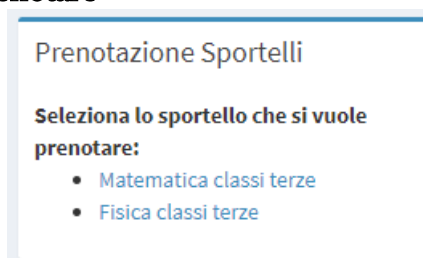 Prenotazione Sportelli
Seleziona lo sportello che si vuole
prenotare:
Matematica classi terze
Fisica classi terze